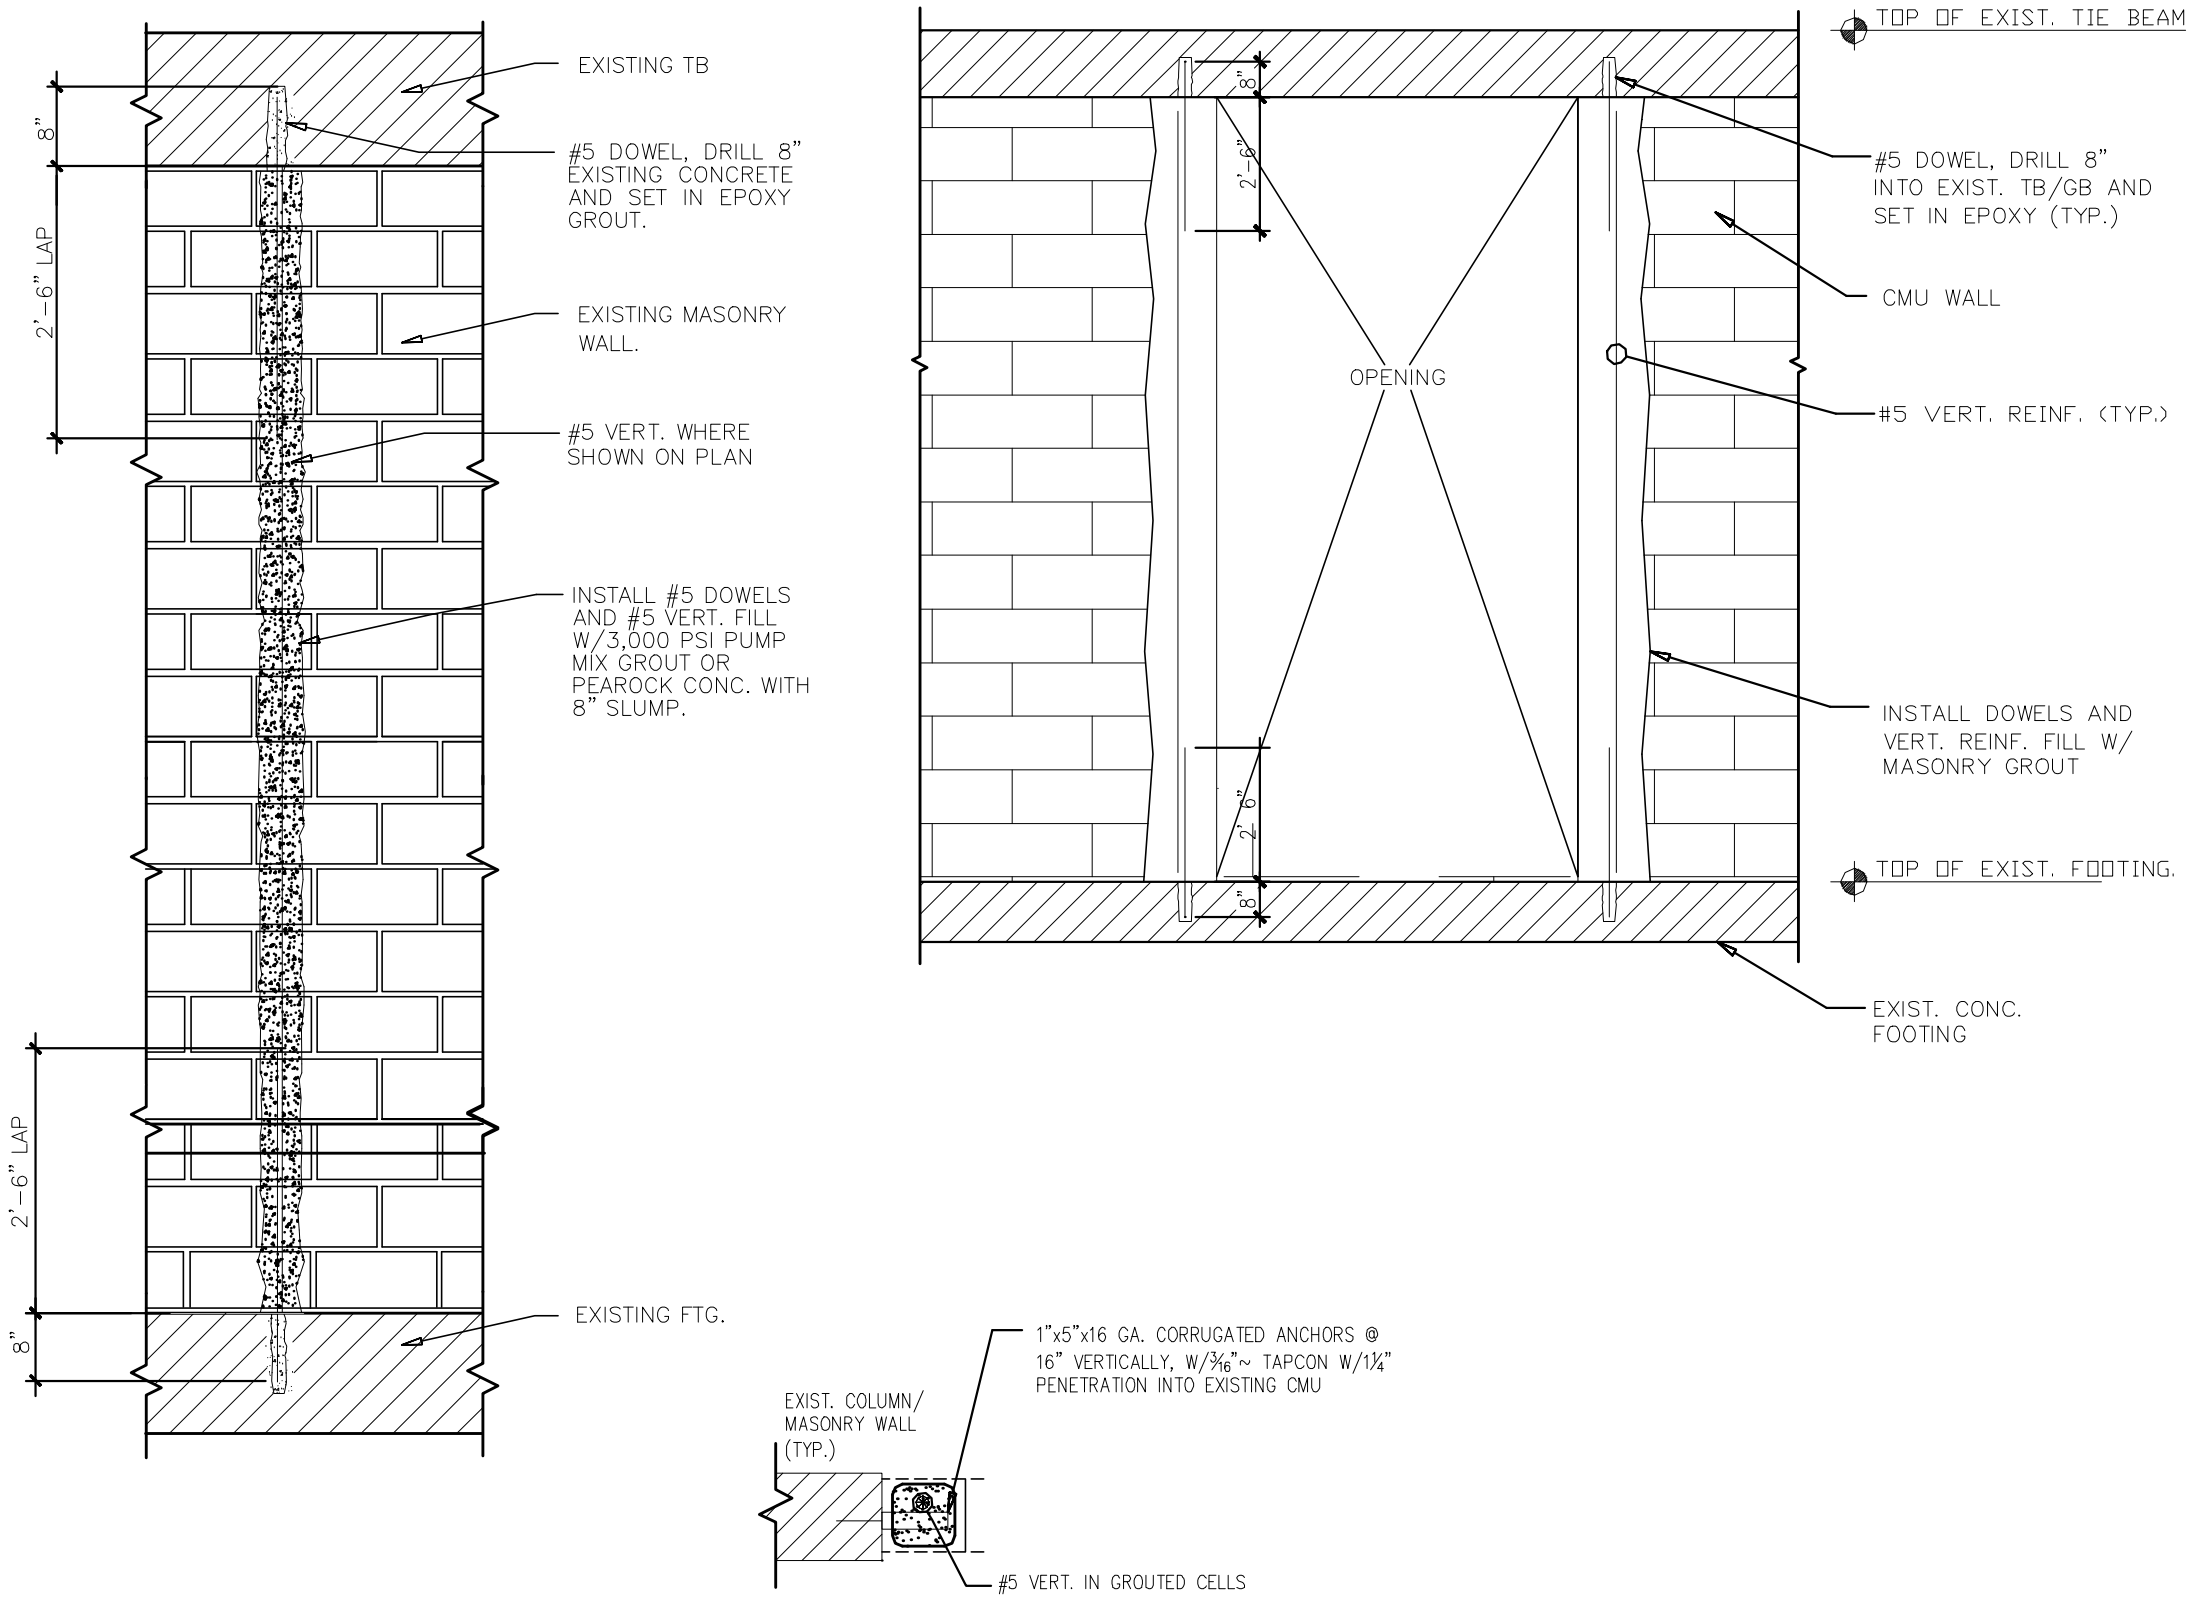 EXISTING TB
8"
#5 DOWEL, DRILL 8"
EXISTING CONCRETE
AND SET IN EPOXY
GROUT.
2'-6" LAP
EXISTING MASONRY
WALL.
#5 VERT. WHERE
SHOWN ON PLAN
INSTALL #5 DOWELS
AND #5 VERT. FILL
W/3,000 PSI PUMP
MIX GROUT OR
PEAROCK CONC. WITH
8" SLUMP.
2'-6" LAP
8"
EXISTING FTG.
TOP OF EXIST. TIE BEAM
8"
2'-6"
#5 DOWEL, DRILL 8"
INTO EXIST. TB/GB AND
SET IN EPOXY (TYP.)
CMU WALL
OPENING
#5 VERT. REINF. (TYP.)
INSTALL DOWELS AND
VERT. REINF. FILL W/
MASONRY GROUT
2' 6"
8"
TOP OF EXIST. FOOTING.
EXIST. CONC.
FOOTING
1"x5"x16 GA. CORRUGATED ANCHORS @
16" VERTICALLY, W/3/16"~ TAPCON W/1¼"
PENETRATION INTO EXISTING CMU
EXIST. COLUMN/
MASONRY WALL
(TYP.)
#5 VERT. IN GROUTED CELLS